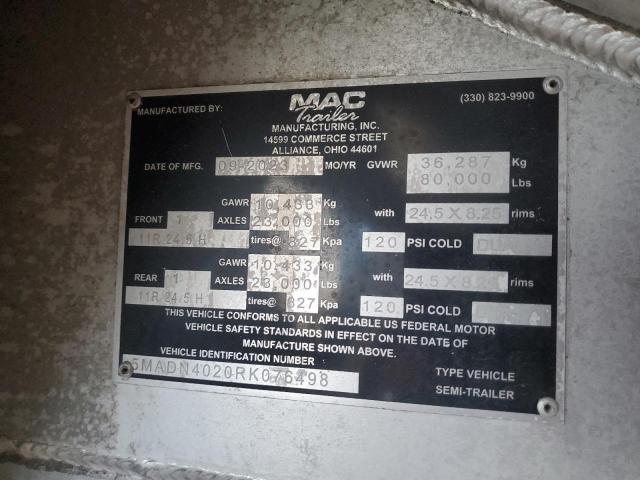 MANUFACTURED BY: MAC Trailer (330) 823-9900
MANUFACTURING, INC.
14599 COMMERCE STREET
ALLIANCE, OHIO 44601
DATE OF MFG. 09-2023 MO/YR GVWR 36,287 Kg
80,000 Lbs
GAWR 10,433 Kg
FRONT 1 AXLES 23,000 Lbs with 24.5 X 8.25 rims
11R 24.5 H tires@ 827 Kpa 120 PSI COLD
GAWR 10,433 Kg
REAR 1 AXLES 23,000 Lbs with 24.5 X 8.25 rims
11R 24.5 H tires@ 827 Kpa 120 PSI COLD
THIS VEHICLE CONFORMS TO ALL APPLICABLE US FEDERAL MOTOR
VEHICLE SAFETY STANDARDS IN EFFECT ON THE DATE OF
MANUFACTURE SHOWN ABOVE.
VEHICLE IDENTIFICATION NUMBER
5MADN4020RK076498 TYPE VEHICLE
SEMI-TRAILER